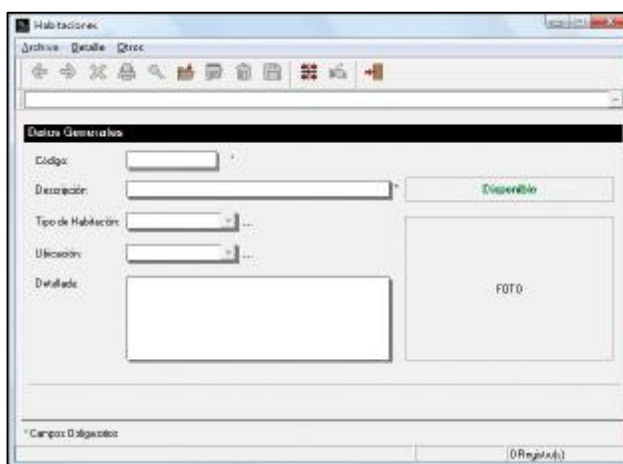 Habitaciones
Archivo Detalle Otros
Datos Generales
Código: *
Descripción: *
Disponible
Tipo de Habitación: ...
Ubicación: ...
Detallado:
FOTO
* Campos Obligatorios
0 Registro(s)